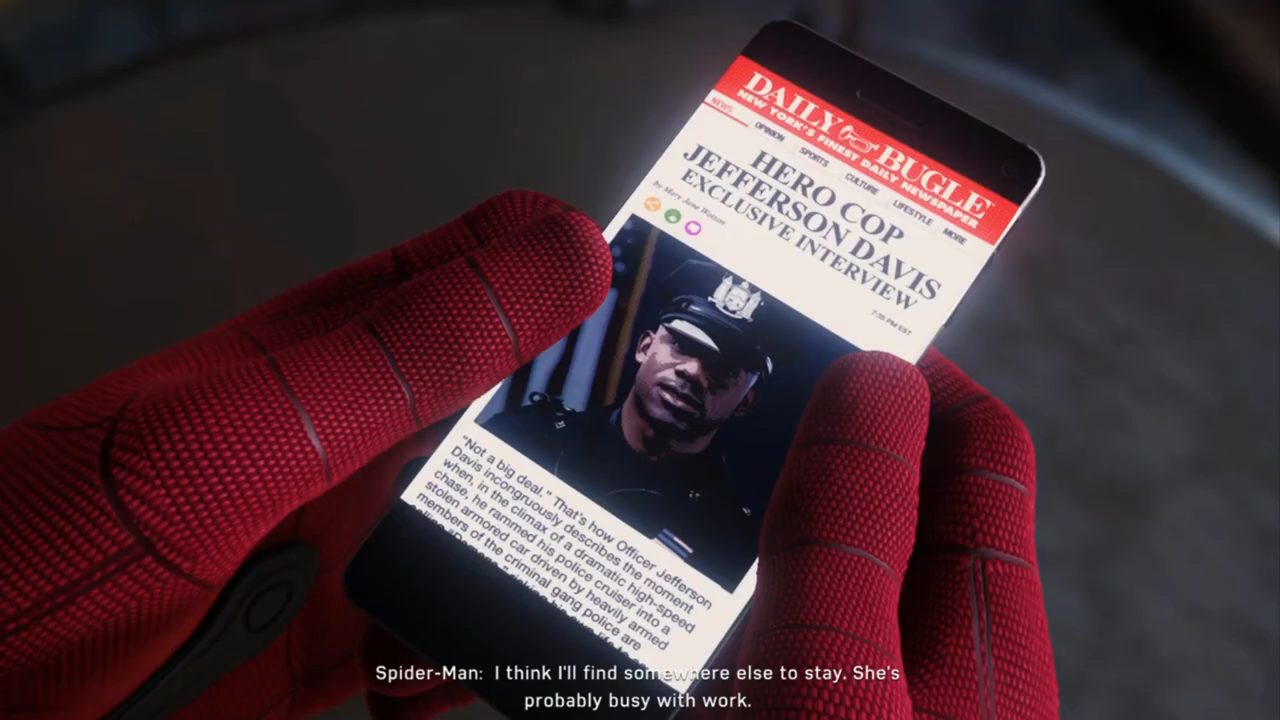 DAILY BUGLE
NEW YORK'S FINEST DAILY NEWSPAPER
NEWS OPINION SPORTS CULTURE LIFESTYLE MORE
HERO COP
JEFFERSON DAVIS
EXCLUSIVE INTERVIEW
by Mary Jane Watson
7:35 PM EST
"Not a big deal." That's how Officer Jefferson
Davis incongruously describes the moment
when, in the climax of a dramatic high-speed
chase, he rammed his police cruiser into a
stolen armored car driven by heavily armed
members of the criminal gang police are
Spider-Man: I think I'll find somewhere else to stay. She's
probably busy with work.